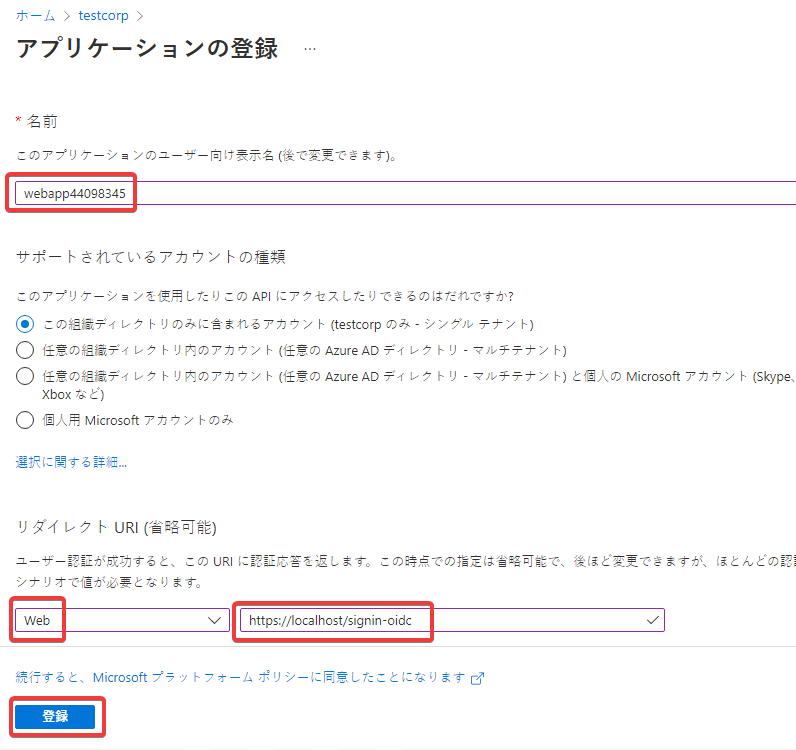 ホーム > testcorp >
アプリケーションの登録 …
* 名前
このアプリケーションのユーザー向け表示名 (後で変更できます)。
webapp44098345
サポートされているアカウントの種類
このアプリケーションを使用したりこの API にアクセスしたりできるのはだれですか?
この組織ディレクトリのみに含まれるアカウント (testcorp のみ - シングル テナント)
任意の組織ディレクトリ内のアカウント (任意の Azure AD ディレクトリ - マルチテナント)
任意の組織ディレクトリ内のアカウント (任意の Azure AD ディレクトリ - マルチテナント) と個人の Microsoft アカウント (Skype、
Xbox など)
個人用 Microsoft アカウントのみ
選択に関する詳細...
リダイレクト URI (省略可能)
ユーザー認証が成功すると、この URI に認証応答を返します。この時点での指定は省略可能で、後ほど変更できますが、ほとんどの認証
シナリオで値が必要となります。
Web
https://localhost/signin-oidc
続行すると、Microsoft プラットフォーム ポリシーに同意したことになります
登録